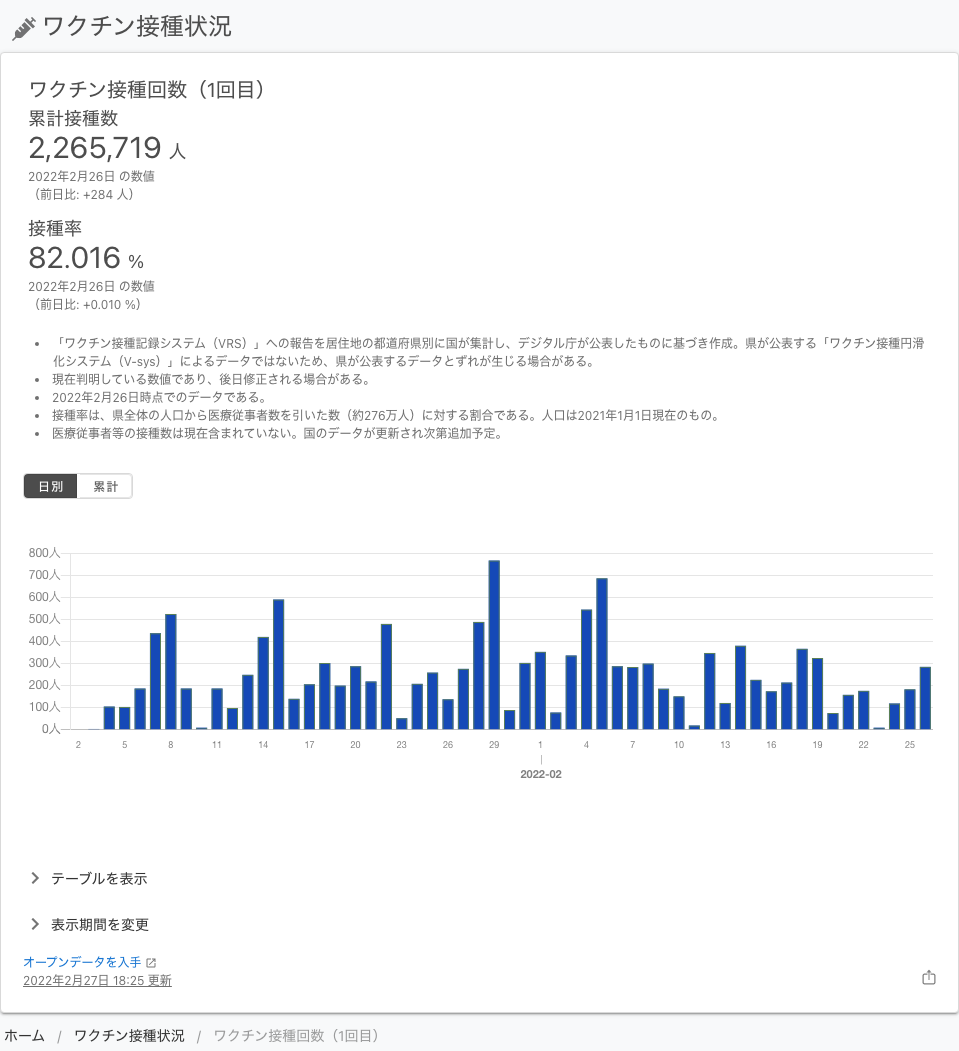 ワクチン接種状況
ワクチン接種回数（1回目）
累計接種数
2,265,719 人
2022年2月26日 の数値
（前日比: +284 人）
接種率
82.016 %
2022年2月26日 の数値
（前日比: +0.010 %）
• 「ワクチン接種記録システム（VRS）」への報告を居住地の都道府県別に国が集計し、デジタル庁が公表したものに基づき作成。県が公表する「ワクチン接種円滑
化システム（V-sys）」によるデータではないため、県が公表するデータとずれが生じる場合がある。
• 現在判明している数値であり、後日修正される場合がある。
• 2022年2月26日時点でのデータである。
• 接種率は、県全体の人口から医療従事者数を引いた数（約276万人）に対する割合である。人口は2021年1月1日現在のもの。
• 医療従事者等の接種数は現在含まれていない。国のデータが更新され次第追加予定。
日別 累計
800人
700人
600人
500人
400人
300人
200人
100人
0人
2 5 8 11 14 17 20 23 26 29 1 4 7 10 13 16 19 22 25
2022-02
テーブルを表示
表示期間を変更
オープンデータを入手
2022年2月27日 18:25 更新
ホーム / ワクチン接種状況 / ワクチン接種回数（1回目）